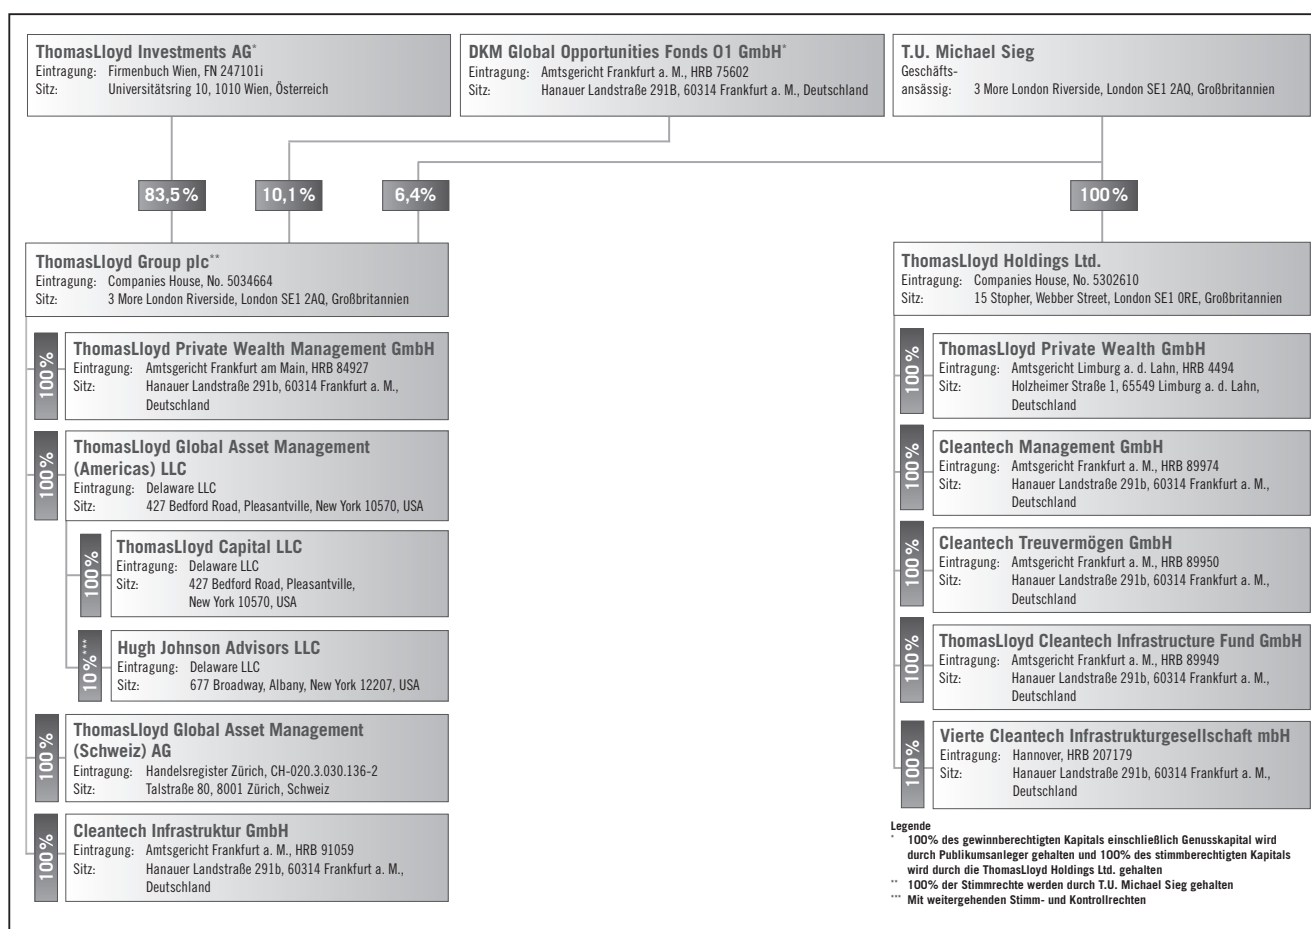 ThomasLloyd Investments AG*
Eintragung: Firmenbuch Wien, FN 247101i
Sitz: Universitätsring 10, 1010 Wien, Österreich
DKM Global Opportunities Fonds 01 GmbH*
Eintragung: Amtsgericht Frankfurt a. M., HRB 75602
Sitz: Hanauer Landstraße 291B, 60314 Frankfurt a. M., Deutschland
T.U. Michael Sieg
Geschäfts-
ansässig: 3 More London Riverside, London SE1 2AQ, Großbritannien
83,5%
10,1%
6,4%
100%
ThomasLloyd Group plc**
Eintragung: Companies House, No. 5034664
Sitz: 3 More London Riverside, London SE1 2AQ, Großbritannien
100%
ThomasLloyd Private Wealth Management GmbH
Eintragung: Amtsgericht Frankfurt am Main, HRB 84927
Sitz: Hanauer Landstraße 291b, 60314 Frankfurt a. M.,
Deutschland
100%
ThomasLloyd Global Asset Management
(Americas) LLC
Eintragung: Delaware LLC
Sitz: 427 Bedford Road, Pleasantville, New York 10570, USA
100%
ThomasLloyd Capital LLC
Eintragung: Delaware LLC
Sitz: 427 Bedford Road, Pleasantville,
New York 10570, USA
10%***
Hugh Johnson Advisors LLC
Eintragung: Delaware LLC
Sitz: 677 Broadway, Albany, New York 12207, USA
100%
ThomasLloyd Global Asset Management
(Schweiz) AG
Eintragung: Handelsregister Zürich, CH-020.3.030.136-2
Sitz: Talstraße 80, 8001 Zürich, Schweiz
100%
Cleantech Infrastruktur GmbH
Eintragung: Amtsgericht Frankfurt a. M., HRB 91059
Sitz: Hanauer Landstraße 291b, 60314 Frankfurt a. M.,
Deutschland
ThomasLloyd Holdings Ltd.
Eintragung: Companies House, No. 5302610
Sitz: 15 Stopher, Webber Street, London SE1 0RE, Großbritannien
100%
ThomasLloyd Private Wealth GmbH
Eintragung: Amtsgericht Limburg a. d. Lahn, HRB 4494
Sitz: Holzheimer Straße 1, 65549 Limburg a. d. Lahn,
Deutschland
100%
Cleantech Management GmbH
Eintragung: Amtsgericht Frankfurt a. M., HRB 89974
Sitz: Hanauer Landstraße 291b, 60314 Frankfurt a. M.,
Deutschland
100%
Cleantech Treuvermögen GmbH
Eintragung: Amtsgericht Frankfurt a. M., HRB 89950
Sitz: Hanauer Landstraße 291b, 60314 Frankfurt a. M.,
Deutschland
100%
ThomasLloyd Cleantech Infrastructure Fund GmbH
Eintragung: Amtsgericht Frankfurt a. M., HRB 89949
Sitz: Hanauer Landstraße 291b, 60314 Frankfurt a. M.,
Deutschland
100%
Vierte Cleantech Infrastrukturgesellschaft mbH
Eintragung: Hannover, HRB 207179
Sitz: Hanauer Landstraße 291b, 60314 Frankfurt a. M.,
Deutschland
Legende
* 100% des gewinnberechtigten Kapitals einschließlich Genusskapital wird
durch Publikumsanleger gehalten und 100% des stimmberechtigten Kapitals
wird durch die ThomasLloyd Holdings Ltd. gehalten
** 100% der Stimmrechte werden durch T.U. Michael Sieg gehalten
*** Mit weitergehenden Stimm- und Kontrollrechten